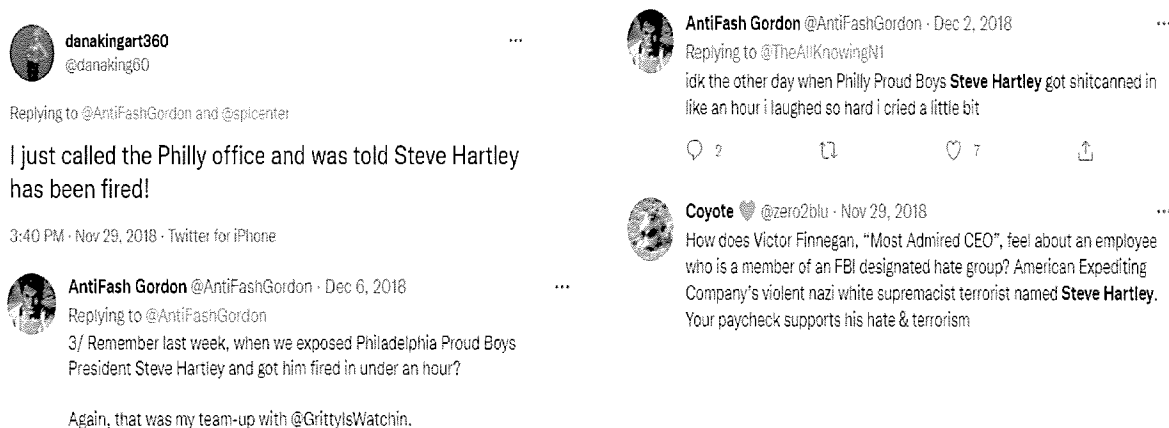 danakingart360
@danaking60
Replying to @AntiFashGordon and @spicenter
I just called the Philly office and was told Steve Hartley
has been fired!
3:40 PM · Nov 29, 2018 · Twitter for iPhone
AntiFash Gordon @AntiFashGordon · Dec 6, 2018
Replying to @AntiFashGordon
3/ Remember last week, when we exposed Philadelphia Proud Boys
President Steve Hartley and got him fired in under an hour?
Again, that was my team-up with @GrittyIsWatchin.
AntiFash Gordon @AntiFashGordon · Dec 2, 2018
Replying to @TheAllKnowingN1
idk the other day when Philly Proud Boys Steve Hartley got shitcanned in
like an hour i laughed so hard i cried a little bit
2 7
Coyote @zero2blu · Nov 29, 2018
How does Victor Finnegan, “Most Admired CEO”, feel about an employee
who is a member of an FBI designated hate group? American Expediting
Company’s violent nazi white supremacist terrorist named Steve Hartley.
Your paycheck supports his hate & terrorism